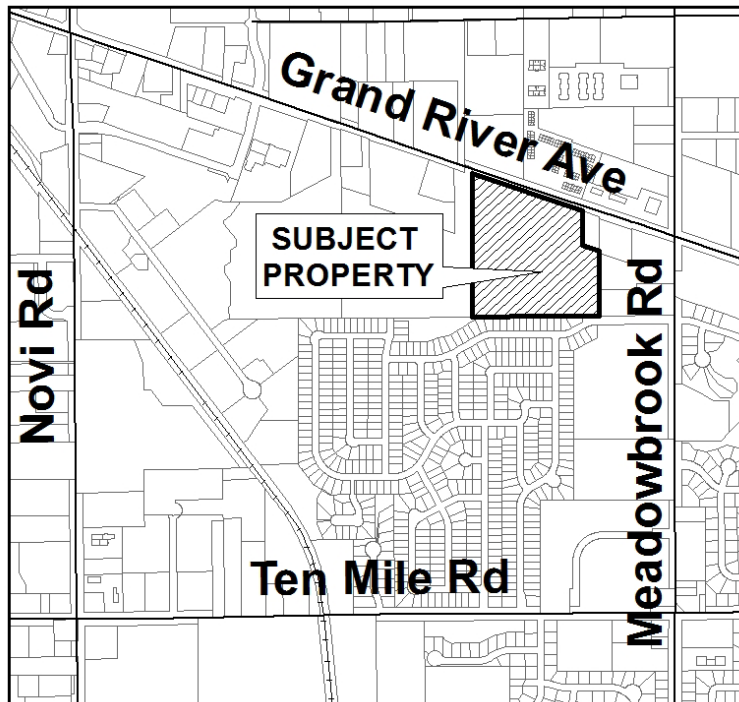 Grand River Ave
SUBJECT
PROPERTY
Novi Rd
Meadowbrook Rd
Ten Mile Rd